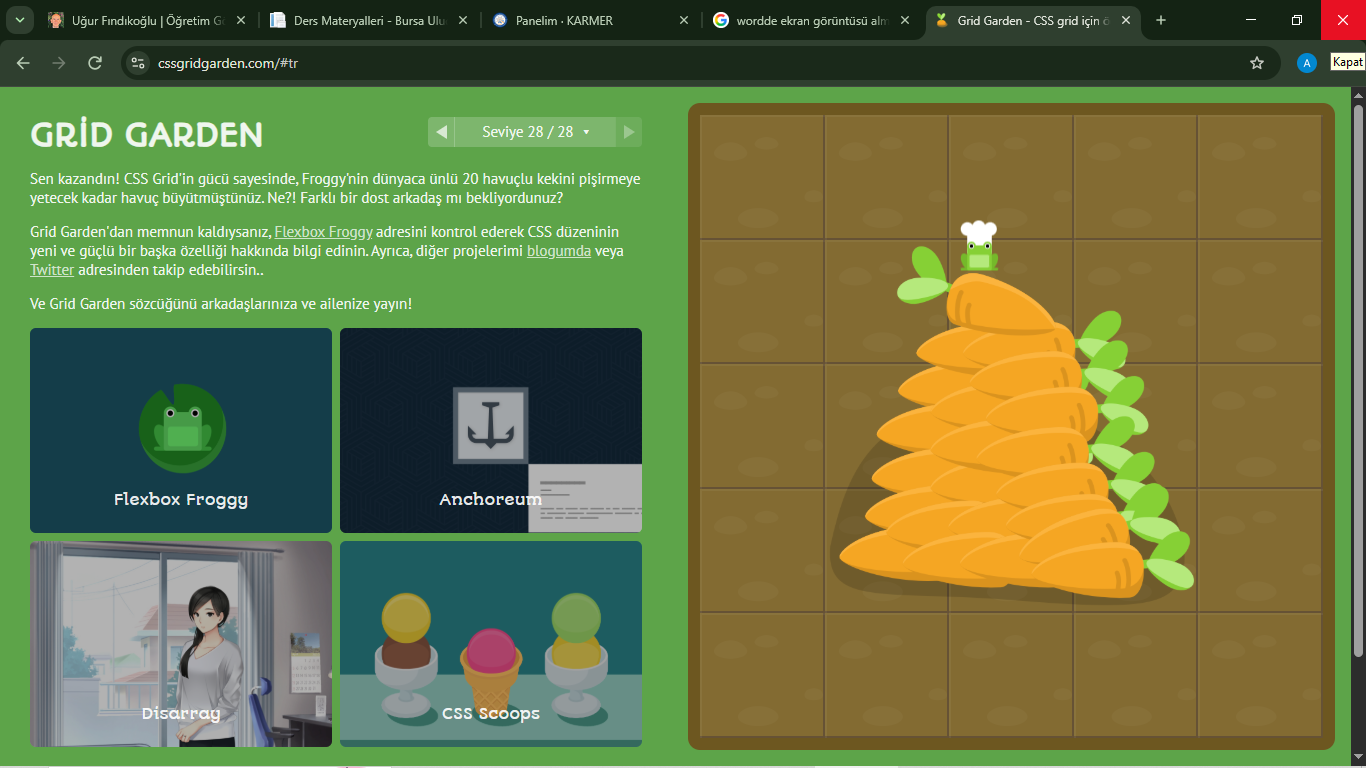 Uğur Fındıkoğlu | Öğretim Gö
Ders Materyalleri - Bursa Ulu
Panelim · KARMER
wordde ekran görüntüsü alm
Grid Garden - CSS grid için ö
cssgridgarden.com/#tr
A
Kapat
GRİD GARDEN
Seviye 28 / 28
Sen kazandın! CSS Grid'in gücü sayesinde, Froggy'nin dünyaca ünlü 20 havuçlu kekini pişirmeye
yetecek kadar havuç büyütmüştünüz. Ne?! Farklı bir dost arkadaş mı bekliyordunuz?
Grid Garden'dan memnun kaldıysanız, Flexbox Froggy adresini kontrol ederek CSS düzeninin
yeni ve güçlü bir başka özelliği hakkında bilgi edinin. Ayrıca, diğer projelerimi blogumda veya
Twitter adresinden takip edebilirsin..
Ve Grid Garden sözcüğünü arkadaşlarınıza ve ailenize yayın!
Flexbox Froggy
Anchoreum
Disarray
CSS Scoops